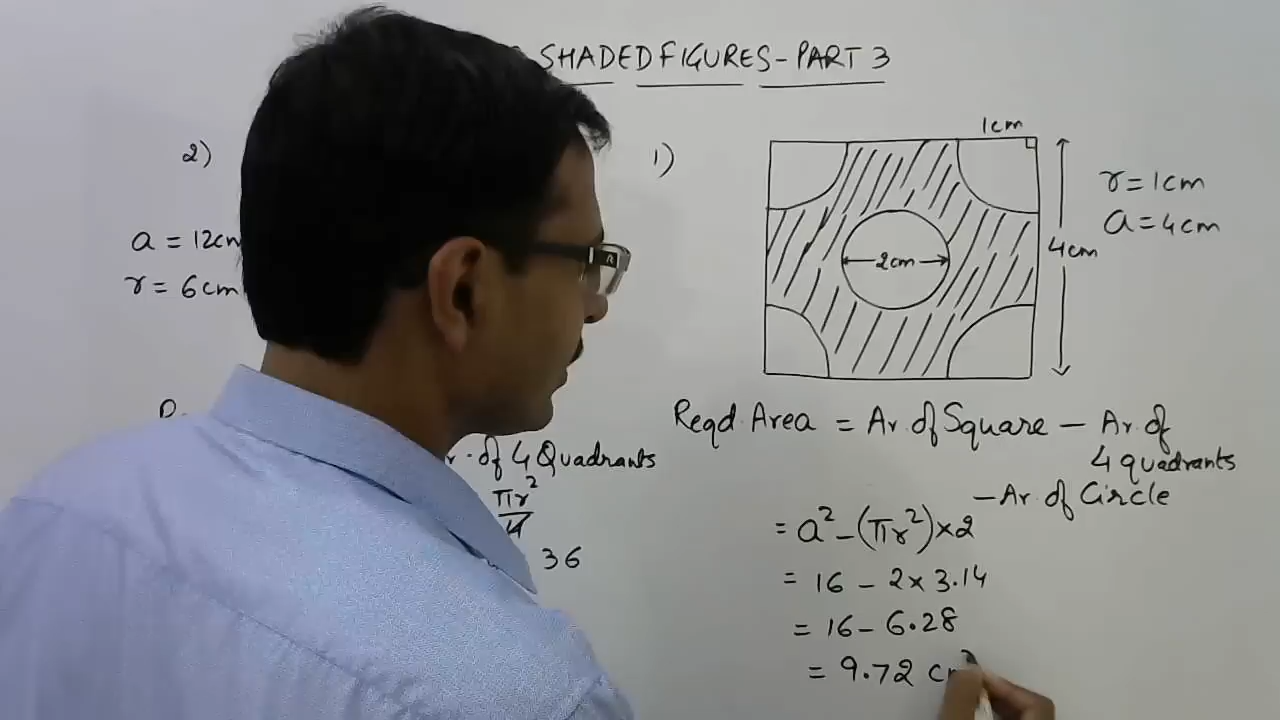 SHADED FIGURES - PART 3
2)
a = 12cm
r = 6cm
of 4 Quadrants
πr²
4
36
1)
1cm
2cm
4cm
r = 1cm
a = 4cm
Reqd. Area = Ar. of Square - Ar. of
4 quadrants
- Ar. of Circle
= a² - (πr²) × 2
= 16 - 2 × 3.14
= 16 - 6.28
= 9.72